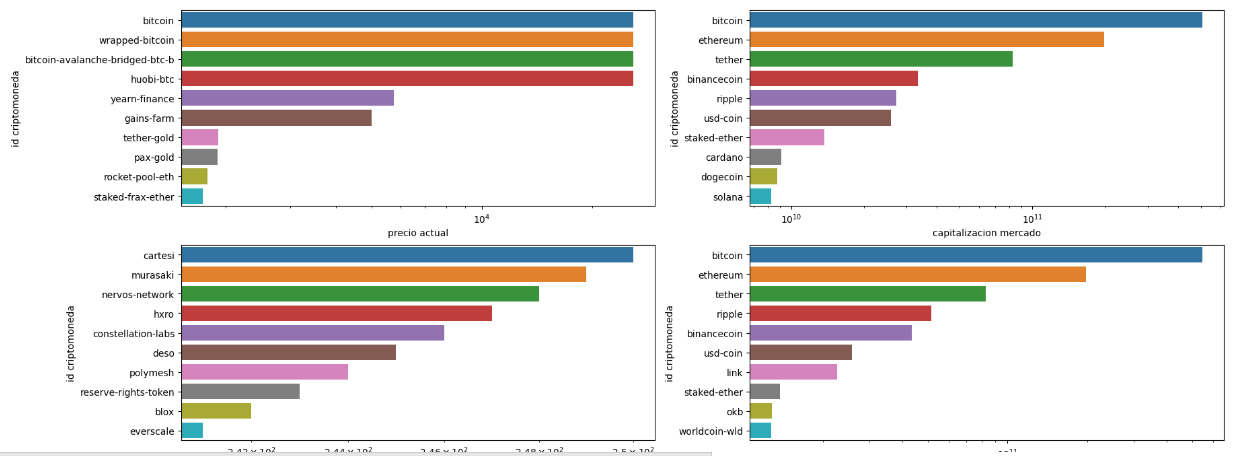 id criptomoneda
bitcoin
wrapped-bitcoin
bitcoin-avalanche-bridged-btc-b
huobi-btc
yearn-finance
gains-farm
tether-gold
pax-gold
rocket-pool-eth
staked-frax-ether
10⁴
precio actual
id criptomoneda
bitcoin
ethereum
tether
binancecoin
ripple
usd-coin
staked-ether
cardano
dogecoin
solana
10¹⁰ 10¹¹
capitalizacion mercado
id criptomoneda
cartesi
murasaki
nervos-network
hxro
constellation-labs
deso
polymesh
reserve-rights-token
blox
everscale
id criptomoneda
bitcoin
ethereum
tether
ripple
binancecoin
usd-coin
link
staked-ether
okb
worldcoin-wld